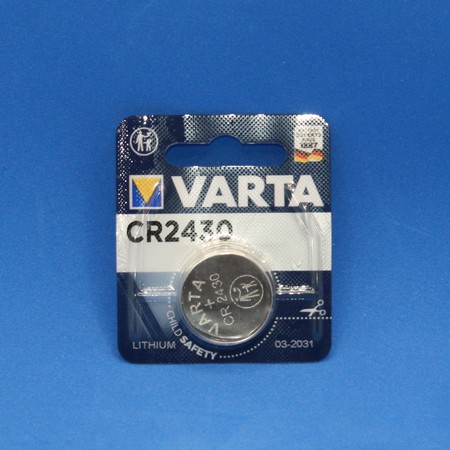 VARTA
CR2430
VARTA
+
CR 2430
CHILD SAFETY
LITHIUM
03-2031